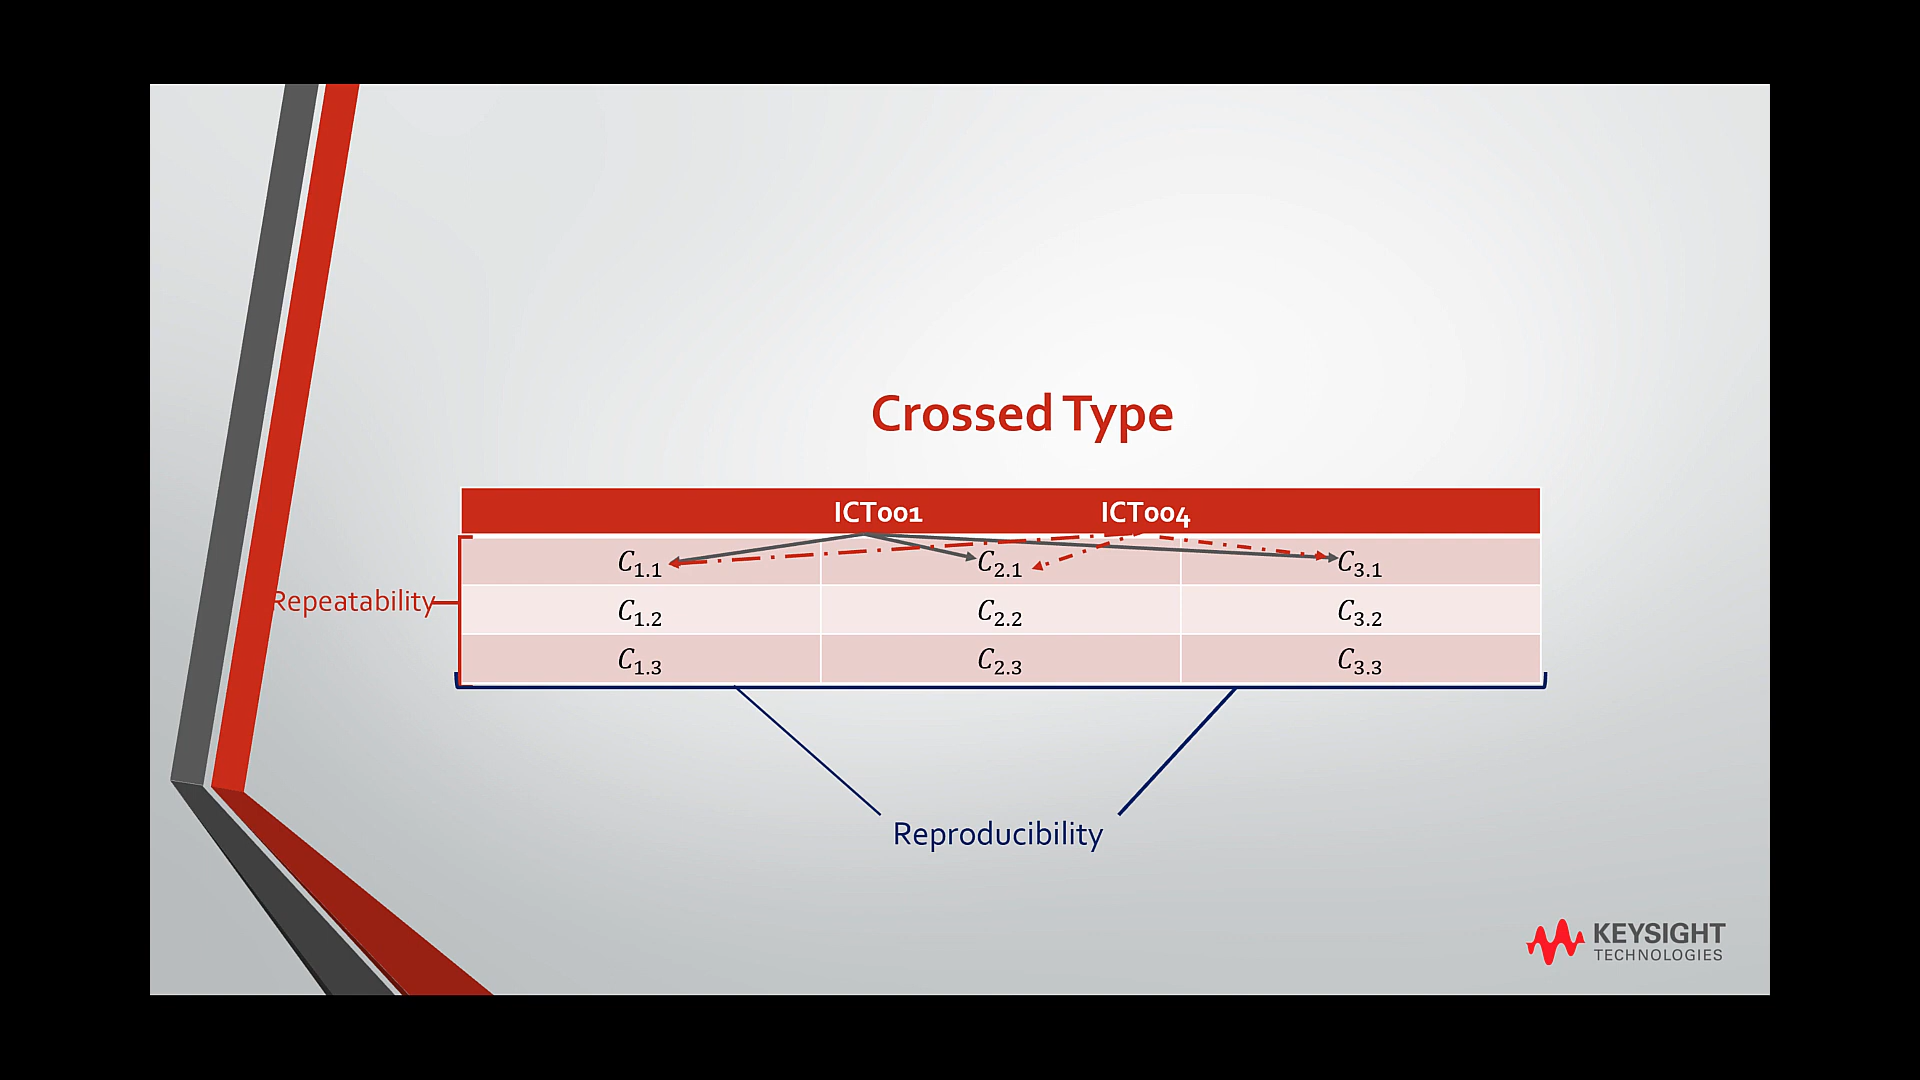 Crossed Type
ICT001 ICT004
C1.1 C2.1 C3.1
Repeatability
C1.2 C2.2 C3.2
C1.3 C2.3 C3.3
Reproducibility
KEYSIGHT
TECHNOLOGIES